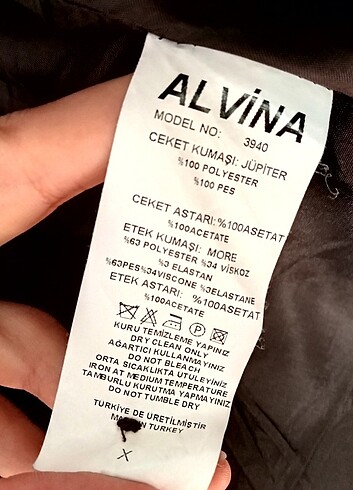 ALVİNA
MODEL NO: 3940
CEKET KUMAŞI: JÜPİTER
%100 POLYESTER
%100 PES
CEKET ASTARI: %100ASETAT
%100ACETATE
ETEK KUMAŞI: MORE
%63 POLYESTER %34 VİSKOZ
%3 ELASTAN
%63PES%34VISCONE %3ELASTANE
ETEK ASTARI: %100ASETAT
%100ACETATE
P
KURU TEMİZLEME YAPINIZ
DRY CLEAN ONLY
AĞARTICI KULLANMAYINIZ
DO NOT BLEACH
ORTA SICAKLIKTA ÜTÜLEYİNİZ
IRON AT MEDIUM TEMPERATURE
TAMBURLU KURUTMA YAPMAYINIZ
DO NOT TUMBLE DRY
TÜRKİYE DE ÜRETİLMİŞTİR
IN TURKEY
X